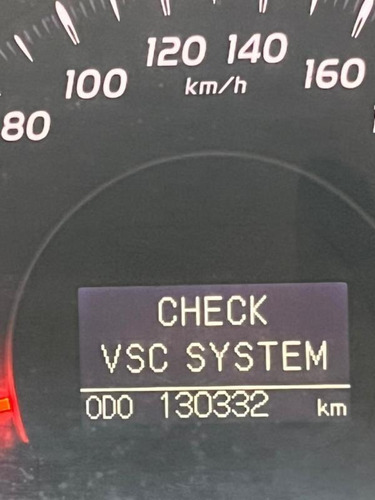 120 140
100 km/h 160
80
CHECK
VSC SYSTEM
ODO 130332 km